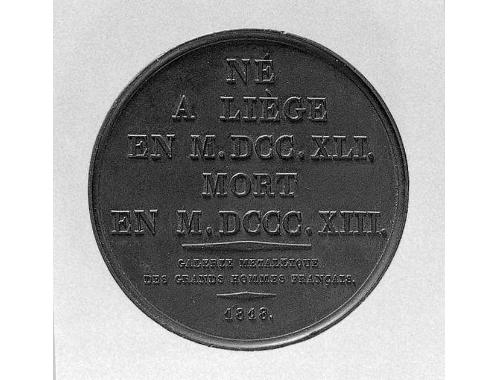 NÉ
A LIÈGE
EN M.DCC.XLI.
MORT
EN M.DCCC.XIII.
GALERIE METALLIQUE
DES GRANDS HOMMES FRANÇAIS.
1818.